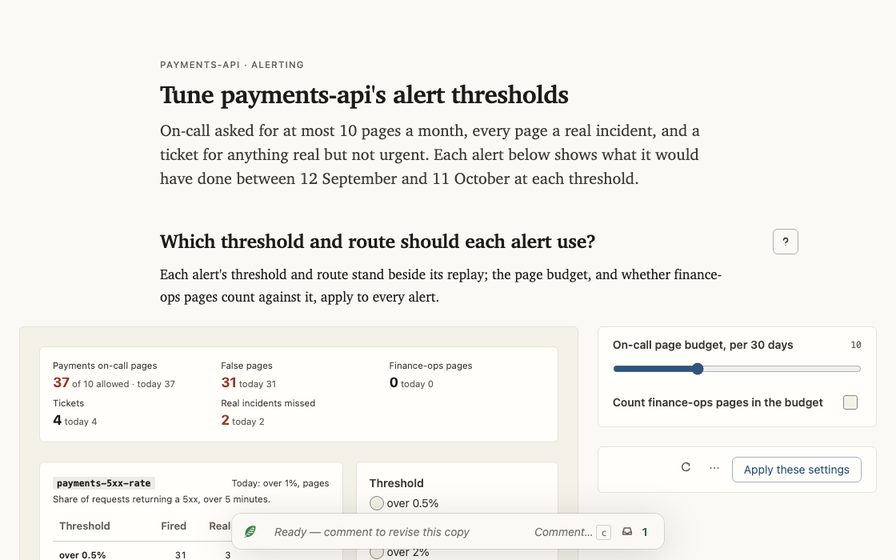 PAYMENTS-API · ALERTING
Tune payments-api's alert thresholds
On-call asked for at most 10 pages a month, every page a real incident, and a
ticket for anything real but not urgent. Each alert below shows what it would
have done between 12 September and 11 October at each threshold.
Which threshold and route should each alert use?
?
Each alert's threshold and route stand beside its replay; the page budget, and whether finance-
ops pages count against it, apply to every alert.
Payments on-call pages
37 of 10 allowed · today 37
False pages
31 today 31
Finance-ops pages
0 today 0
Tickets
4 today 4
Real incidents missed
2 today 2
On-call page budget, per 30 days 10
Count finance-ops pages in the budget
... Apply these settings
payments-5xx-rate Today: over 1%, pages
Share of requests returning a 5xx, over 5 minutes.
Threshold Fired Real
over 0.5% 31 3
Threshold
over 0.5%
over 2%
Ready — comment to revise this copy Comment... c 1